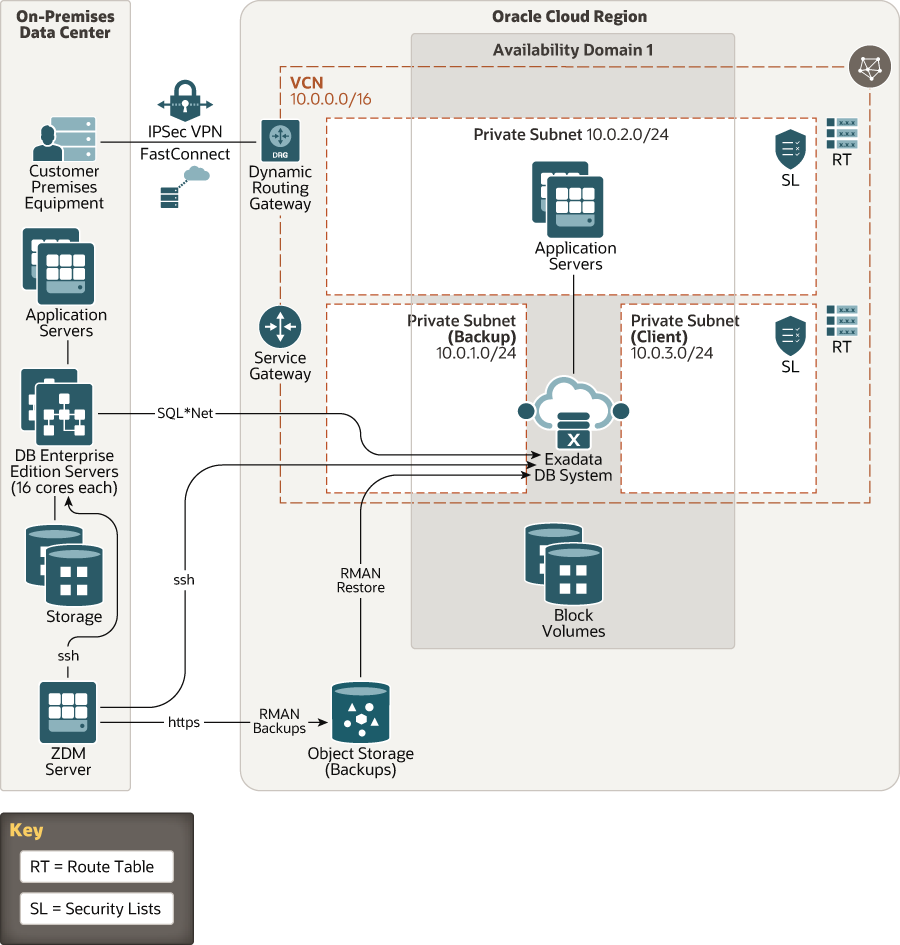 On-Premises
Data Center
Oracle Cloud Region
Availability Domain 1
VCN
10.0.0.0/16
IPSec VPN
FastConnect
DRG
Dynamic
Routing
Gateway
Customer
Premises
Equipment
Private Subnet 10.0.2.0/24
SL
x.x.x
x.x.x
x.x.x
RT
Application
Servers
Application
Servers
Service
Gateway
Private Subnet
(Backup)
10.0.1.0/24
Private Subnet
(Client)
10.0.3.0/24
SL
x.x.x
x.x.x
x.x.x
RT
SQL*Net
DB Enterprise
Edition Servers
(16 cores each)
X
Exadata
DB System
Storage
ssh
ssh
RMAN
Restore
Block
Volumes
ZDM
Server
https
RMAN
Backups
Object Storage
(Backups)
Key
RT = Route Table
SL = Security Lists